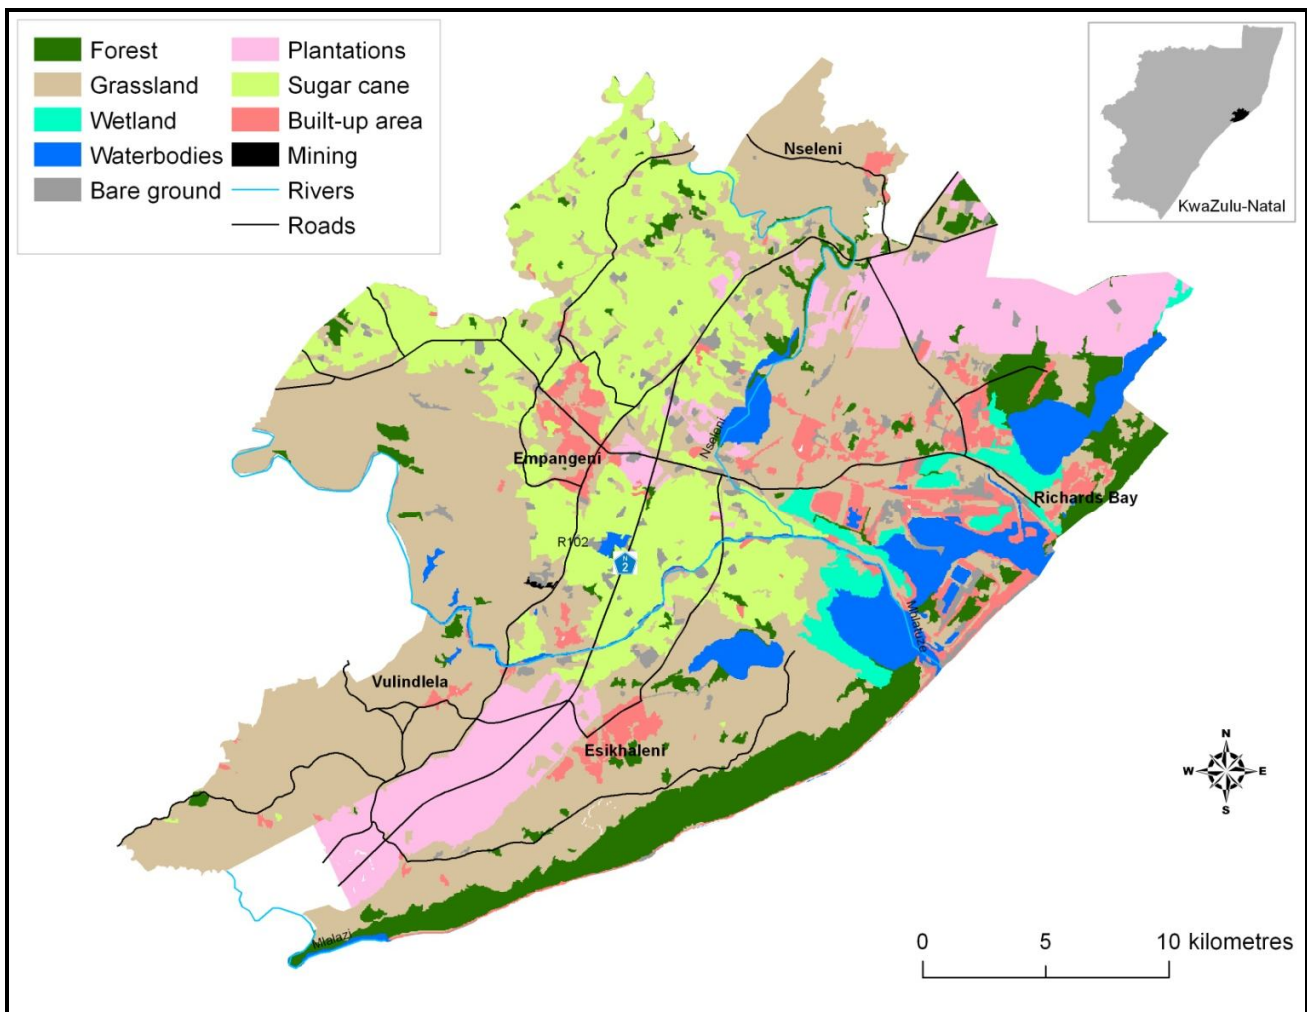 Forest
Grassland
Wetland
Waterbodies
Bare ground
Plantations
Sugar cane
Built-up area
Mining
Rivers
Roads
KwaZulu-Natal
Nseleni
Nseleni
Empangeni
Richards Bay
R102
N
2
Mhlatuze
Vulindlela
Esikhaleni
Mlalazi
N
W
E
S
0
5
10 kilometres